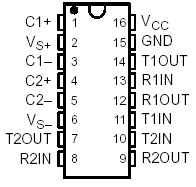 C1+ 1 16 VCC
VS+ 2 15 GND
C1− 3 14 T1OUT
C2+ 4 13 R1IN
C2− 5 12 R1OUT
VS− 6 11 T1IN
T2OUT 7 10 T2IN
R2IN 8 9 R2OUT